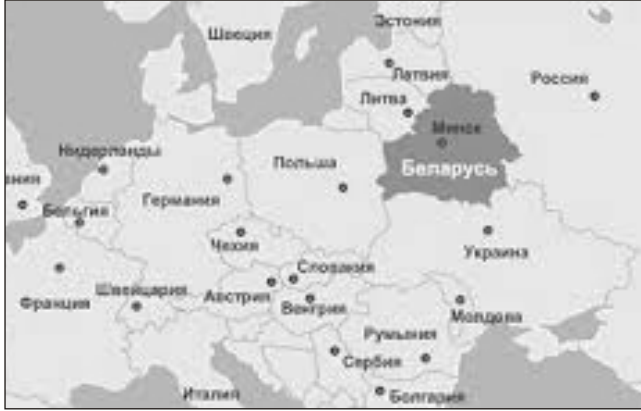 Эстония
Швеция
Латвия
Россия
Литва
Минск
Нидерланды
Польша
Беларусь
Германия
Бельгия
Чехия
Украина
Словакия
Швейцария
Австрия
Франция
Венгрия
Молдова
Румыния
Сербия
Италия
Болгария